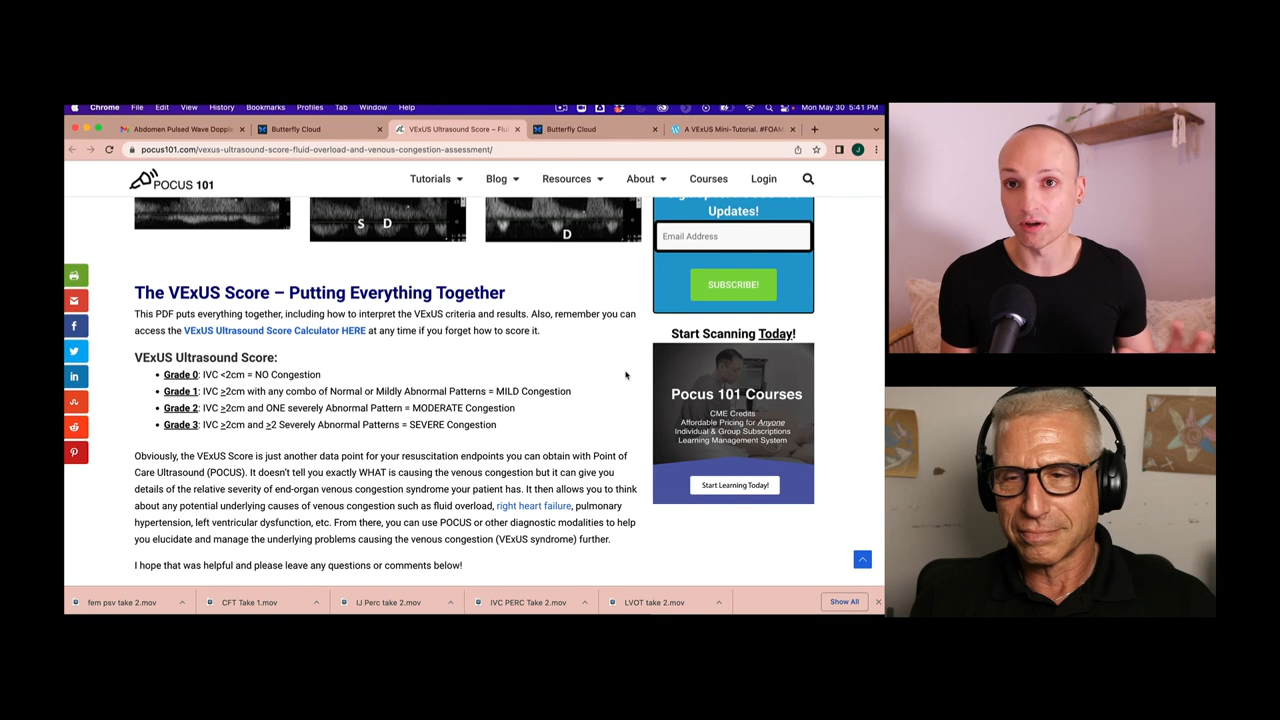 Chrome File Edit View History Bookmarks Profiles Tab Window Help Mon May 30 5:41 PM
Abdomen Pulsed Wave Dopple Butterfly Cloud VExUS Ultrasound Score – Flui Butterfly Cloud A VExUS Mini-Tutorial. #FOAM
pocus101.com/vexus-ultrasound-score-fluid-overload-and-venous-congestion-assessment/
J
POCUS 101
Tutorials Blog Resources About Courses Login
S D
D
Updates!
Email Address
SUBSCRIBE!
The VExUS Score – Putting Everything Together
This PDF puts everything together, including how to interpret the VExUS criteria and results. Also, remember you can
access the VExUS Ultrasound Score Calculator HERE at any time if you forget how to score it.
VExUS Ultrasound Score:
Grade 0: IVC <2cm = NO Congestion
Grade 1: IVC ≥2cm with any combo of Normal or Mildly Abnormal Patterns = MILD Congestion
Grade 2: IVC ≥2cm and ONE severely Abnormal Pattern = MODERATE Congestion
Grade 3: IVC ≥2cm and ≥2 Severely Abnormal Patterns = SEVERE Congestion
Obviously, the VExUS Score is just another data point for your resuscitation endpoints you can obtain with Point of
Care Ultrasound (POCUS). It doesn't tell you exactly WHAT is causing the venous congestion but it can give you
details of the relative severity of end-organ venous congestion syndrome your patient has. It then allows you to think
about any potential underlying causes of venous congestion such as fluid overload, right heart failure, pulmonary
hypertension, left ventricular dysfunction, etc. From there, you can use POCUS or other diagnostic modalities to help
you elucidate and manage the underlying problems causing the venous congestion (VExUS syndrome) further.
I hope that was helpful and please leave any questions or comments below!
Start Scanning Today!
Pocus 101 Courses
CME Credits
Affordable Pricing for Anyone
Individual & Group Subscriptions
Learning Management System
Start Learning Today!
fem psv take 2.mov CFT Take 1.mov IJ Perc take 2.mov IVC PERC Take 2.mov LVOT take 2.mov Show All